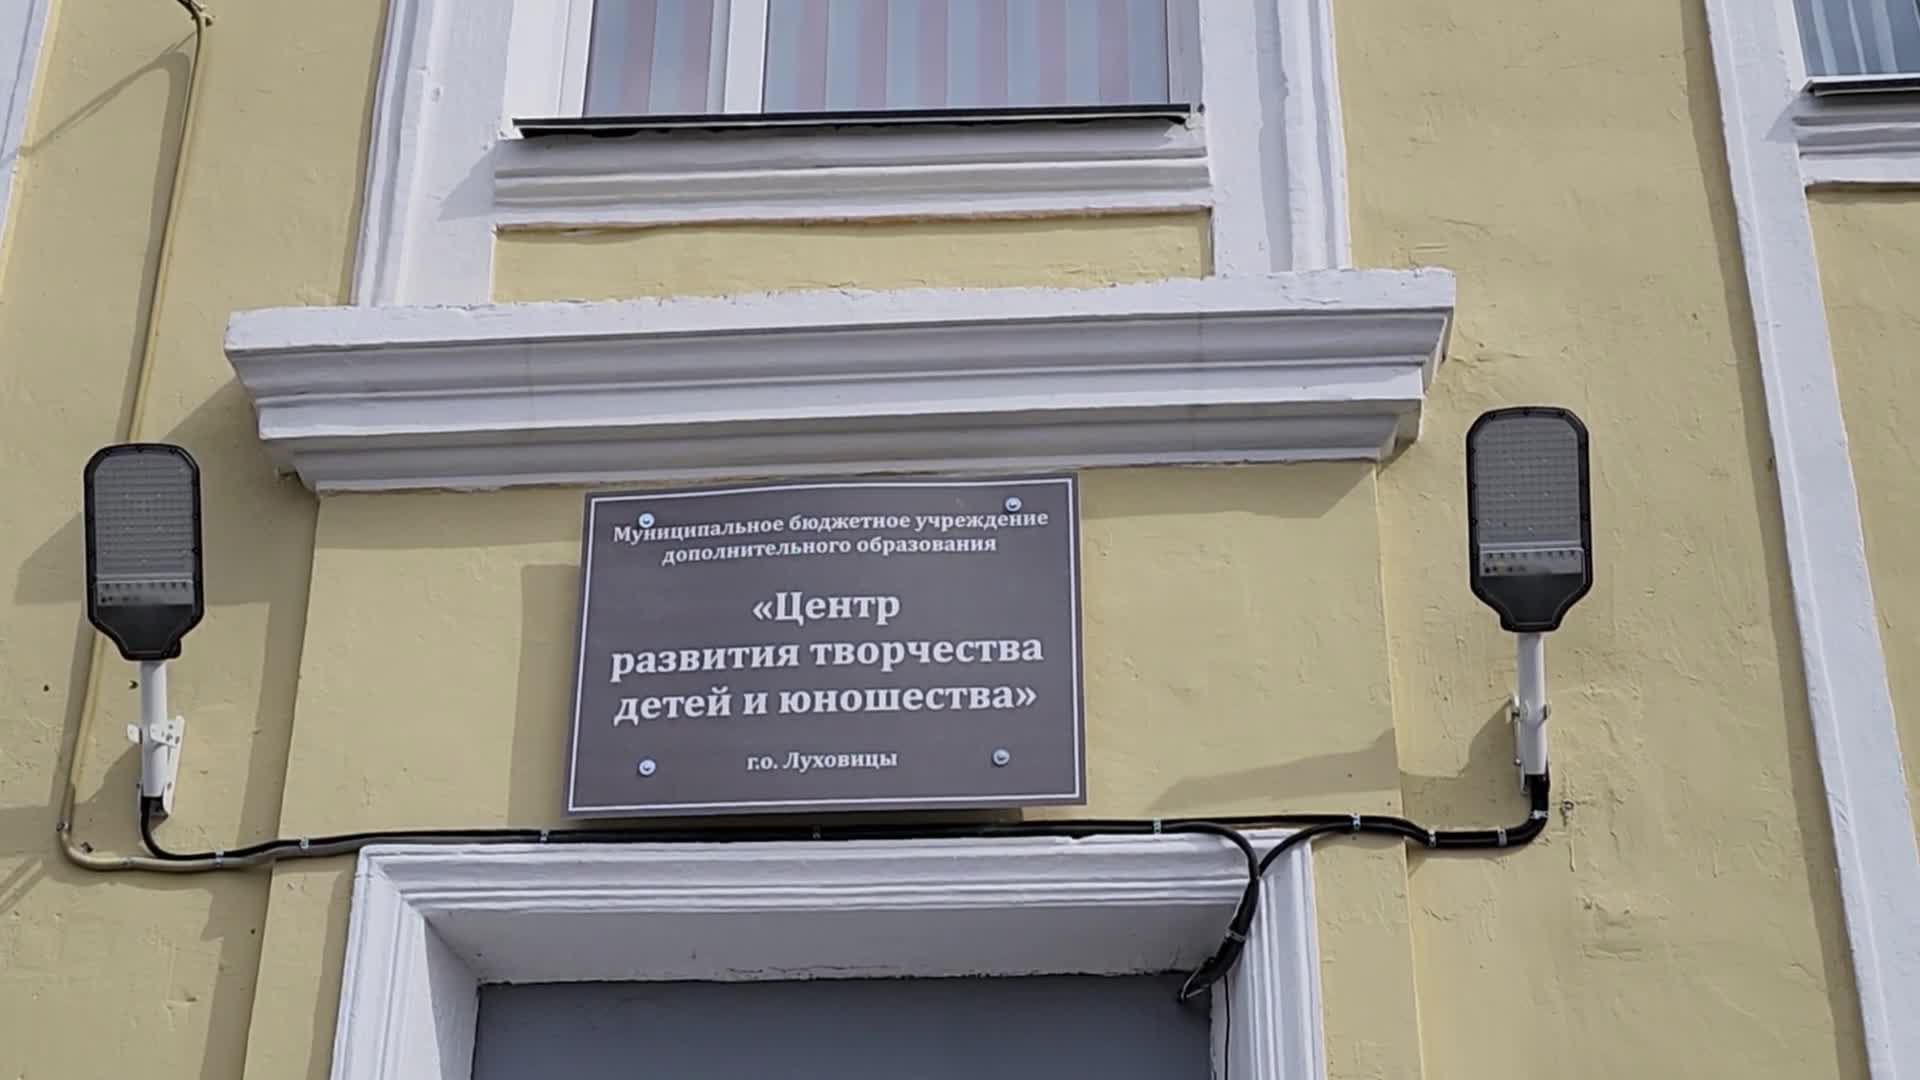 Муниципальное бюджетное учреждение
дополнительного образования
«Центр
развития творчества
детей и юношества»
г.о. Луховицы